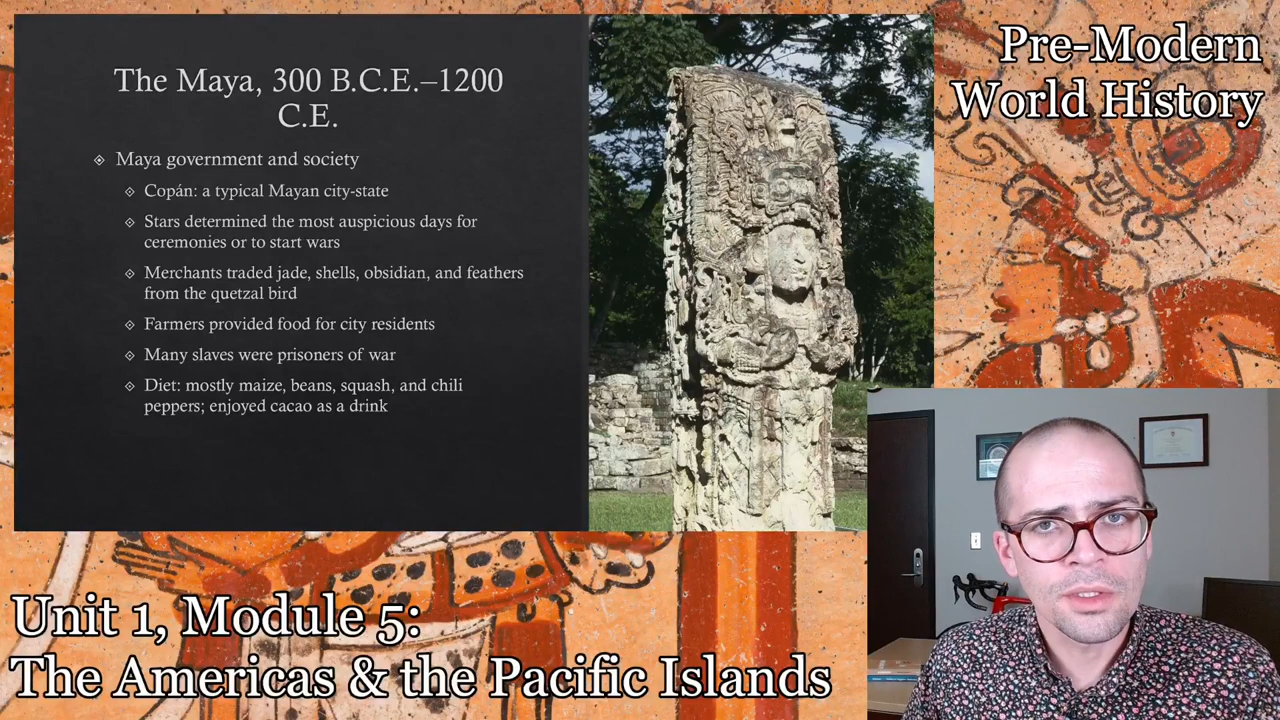 The Maya, 300 B.C.E.–1200
C.E.
Maya government and society
Copán: a typical Mayan city-state
Stars determined the most auspicious days for
ceremonies or to start wars
Merchants traded jade, shells, obsidian, and feathers
from the quetzal bird
Farmers provided food for city residents
Many slaves were prisoners of war
Diet: mostly maize, beans, squash, and chili
peppers; enjoyed cacao as a drink
Pre-Modern
World History
Unit 1, Module 5:
The Americas & the Pacific Islands